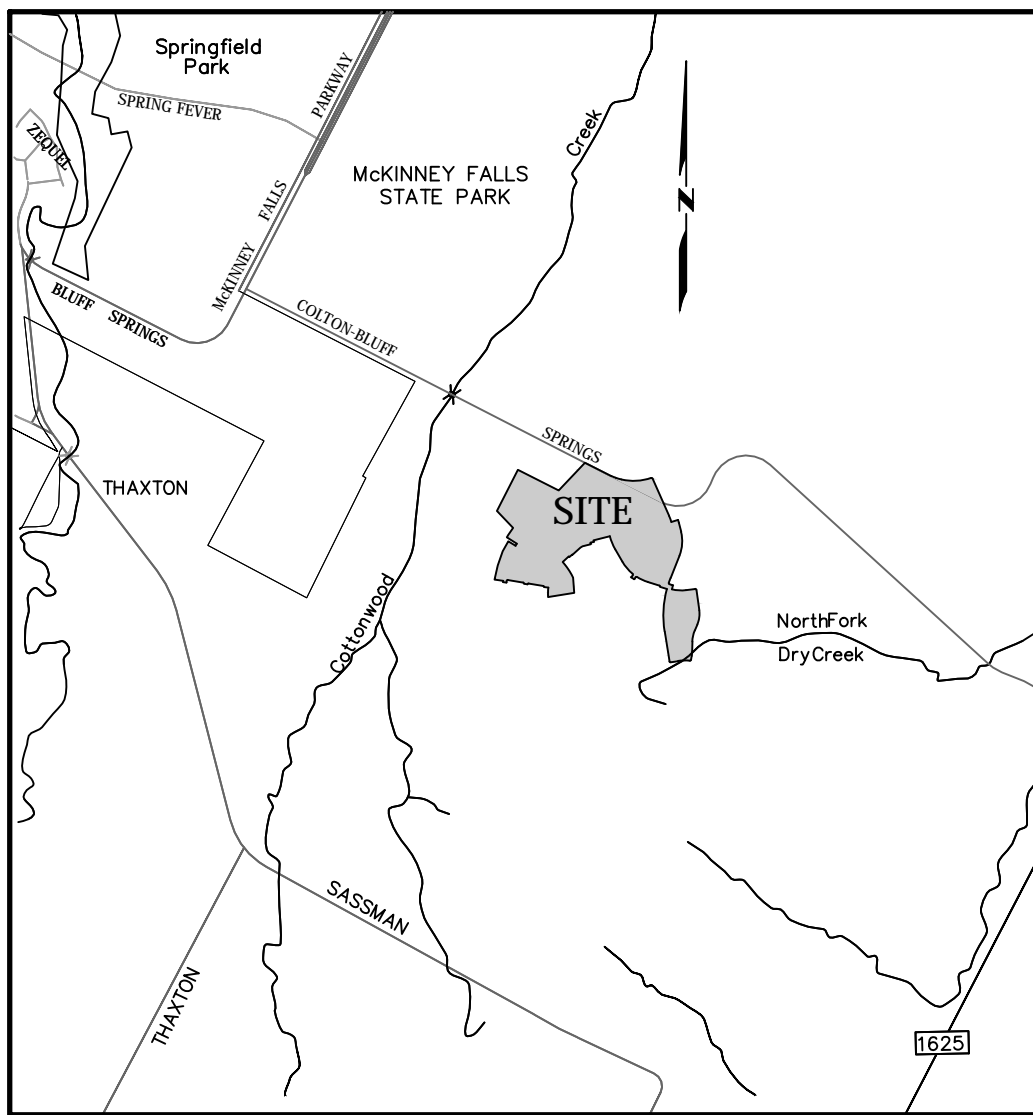 Springfield
Park
SPRING FEVER
PARKWAY
ZEQUEL
McKINNEY FALLS
STATE PARK
Creek
N
FALLS
McKINNEY
BLUFF SPRINGS
COLTON-BLUFF
SPRINGS
SITE
THAXTON
Cottonwood
NorthFork
DryCreek
SASSMAN
THAXTON
1625